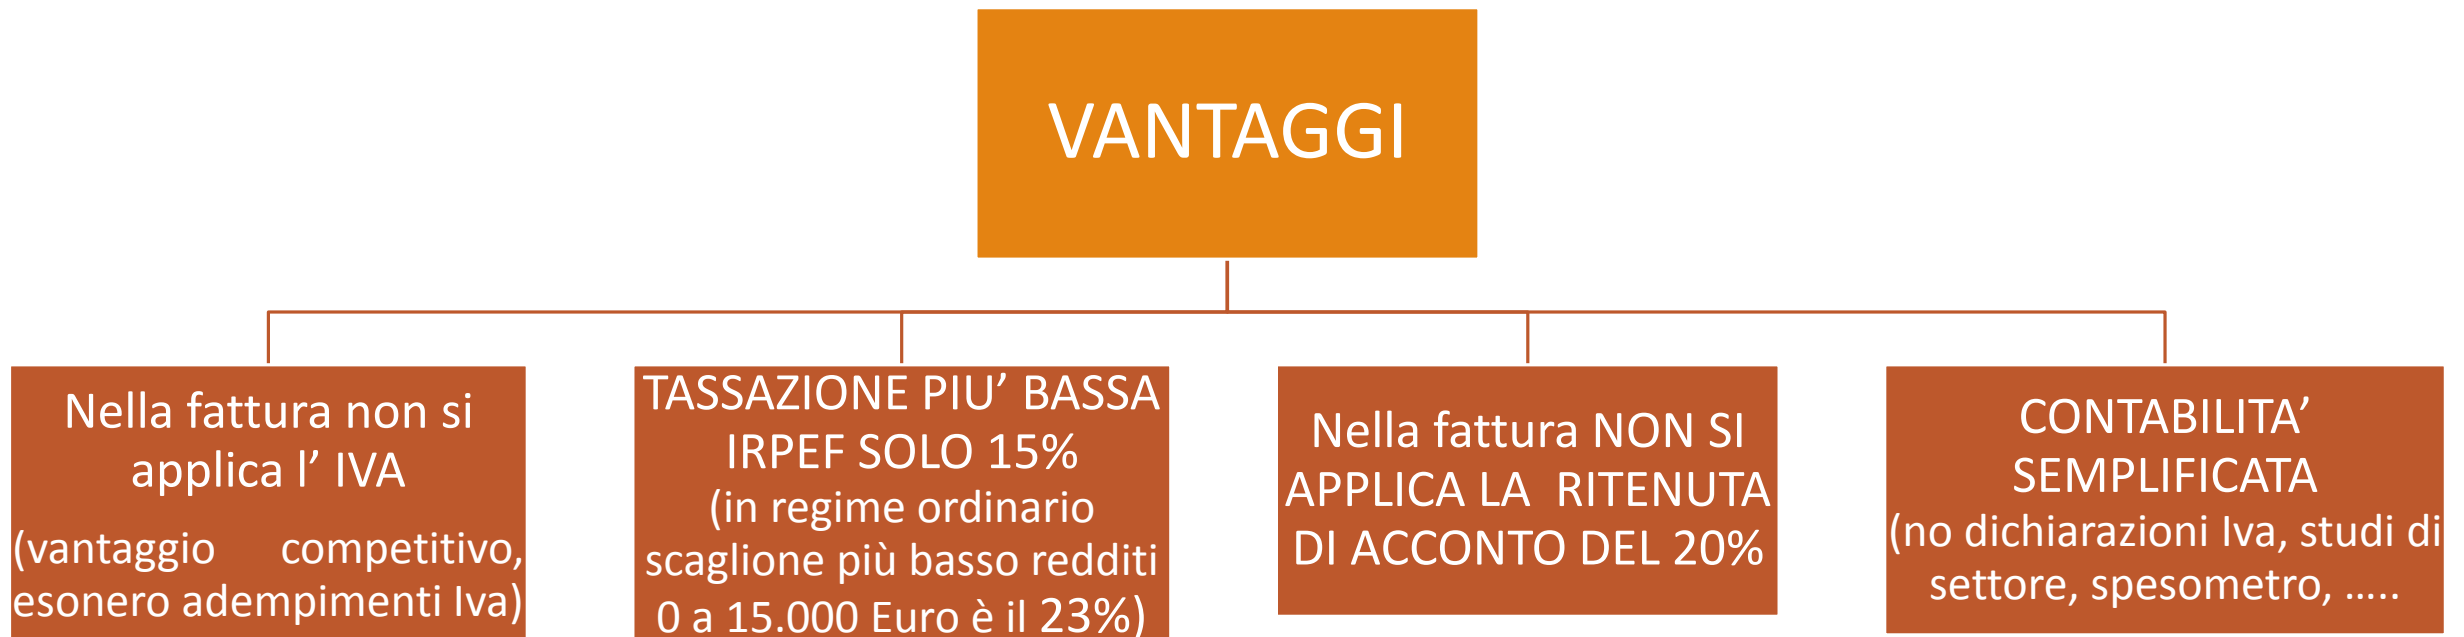 VANTAGGI
Nella fattura non si
applica l' IVA
(vantaggio competitivo,
esonero adempimenti Iva)
TASSAZIONE PIU' BASSA
IRPEF SOLO 15%
(in regime ordinario
scaglione più basso redditi
0 a 15.000 Euro è il 23%)
Nella fattura NON SI
APPLICA LA RITENUTA
DI ACCONTO DEL 20%
CONTABILITA'
SEMPLIFICATA
(no dichiarazioni Iva, studi di
settore, spesometro, …..